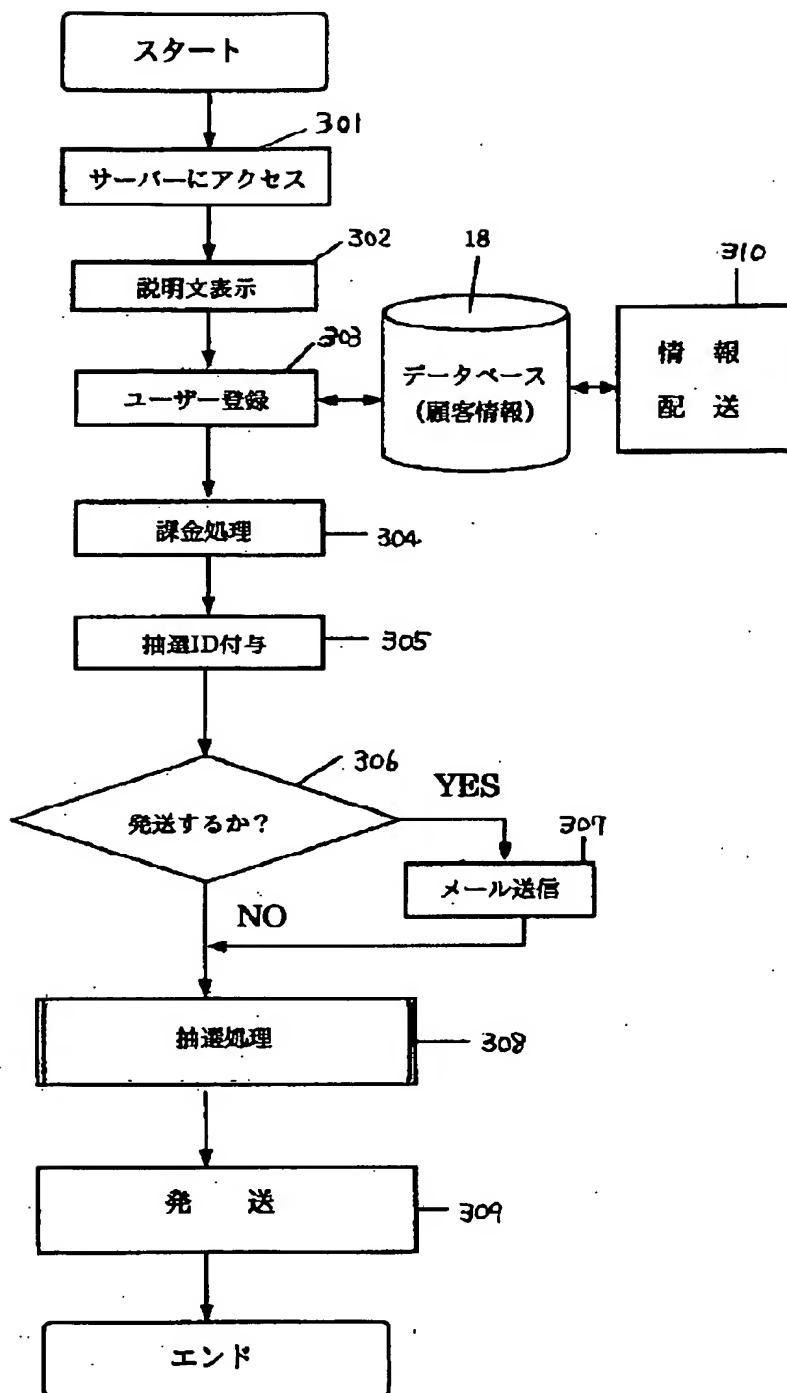 スタート
301
サーバーにアクセス
302
説明文表示
303
ユーザー登録
18
データベース
(顧客情報)
310
情 報
配 送
課金処理
304
抽選ID付与
305
306
発送するか?
YES
307
メール送信
NO
抽選処理
308
発 送
309
エンド